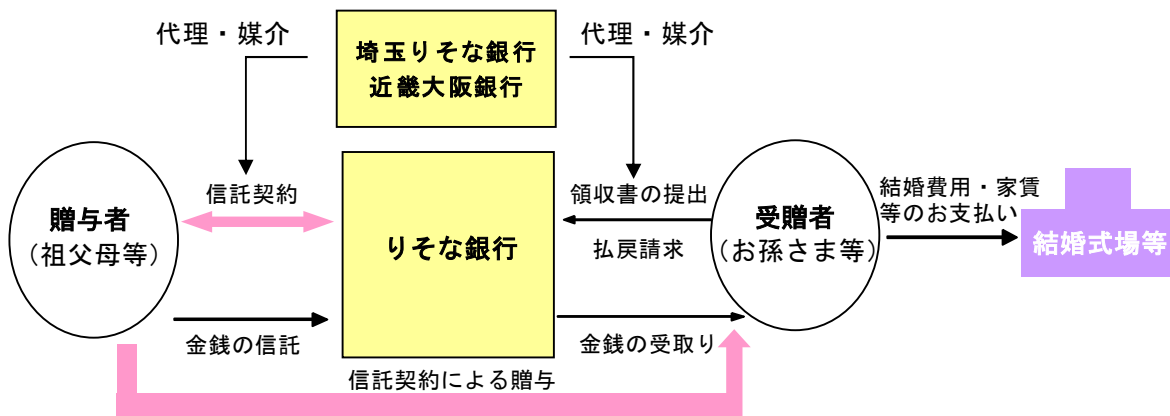 代理・媒介
埼玉りそな銀行
近畿大阪銀行
代理・媒介
贈与者
（祖父母等）
信託契約
りそな銀行
領収書の提出
払戻請求
受贈者
（お孫さま等）
結婚費用・家賃
等のお支払い
結婚式場等
金銭の信託
金銭の受取り
信託契約による贈与